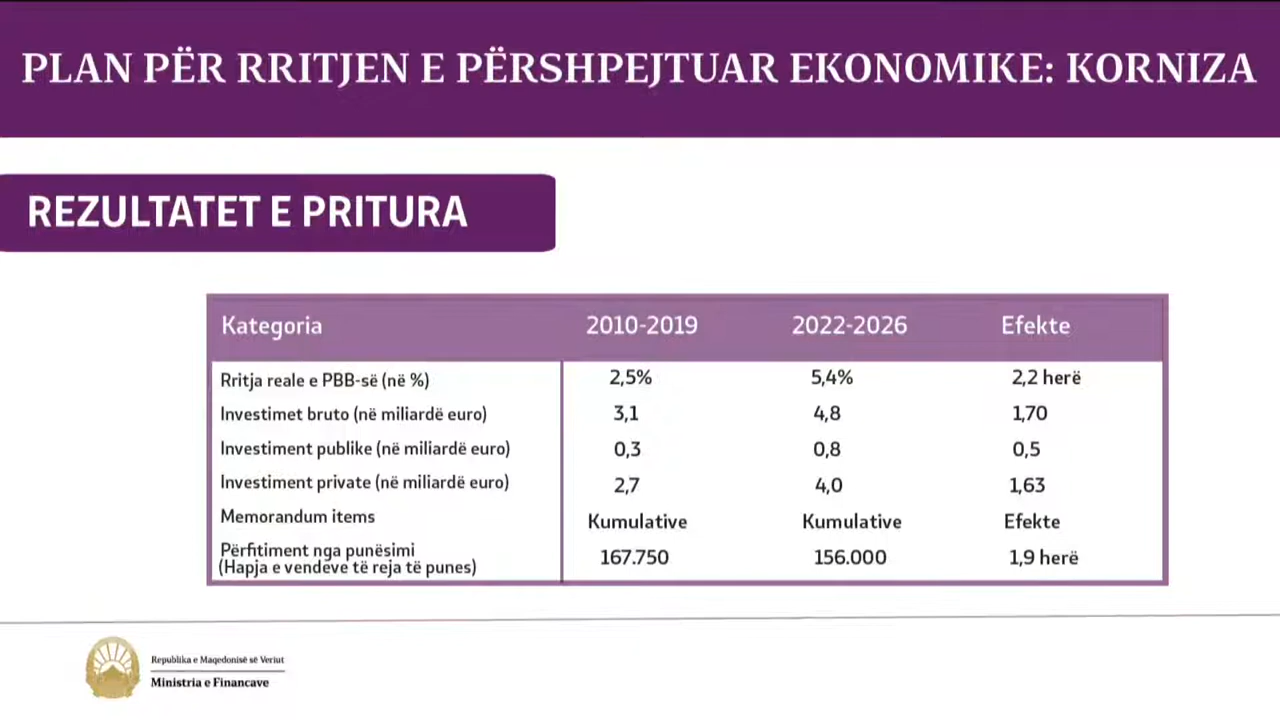 PLAN PËR RRITJEN E PËRSHPEJTUAR EKONOMIKE: KORNIZA
REZULTATET E PRITURA
Kategoria 2010-2019 2022-2026 Efekte
Rritja reale e PBB-së (në %) 2,5% 5,4% 2,2 herë
Investimet bruto (në miliardë euro) 3,1 4,8 1,70
Investiment publike (në miliardë euro) 0,3 0,8 0,5
Investiment private (në miliardë euro) 2,7 4,0 1,63
Memorandum items Kumulative Kumulative Efekte
Përfitiment nga punësimi 167.750 156.000 1,9 herë
(Hapja e vendeve të reja të punes)
Republika e Maqedonisë së Veriut
Ministria e Financave